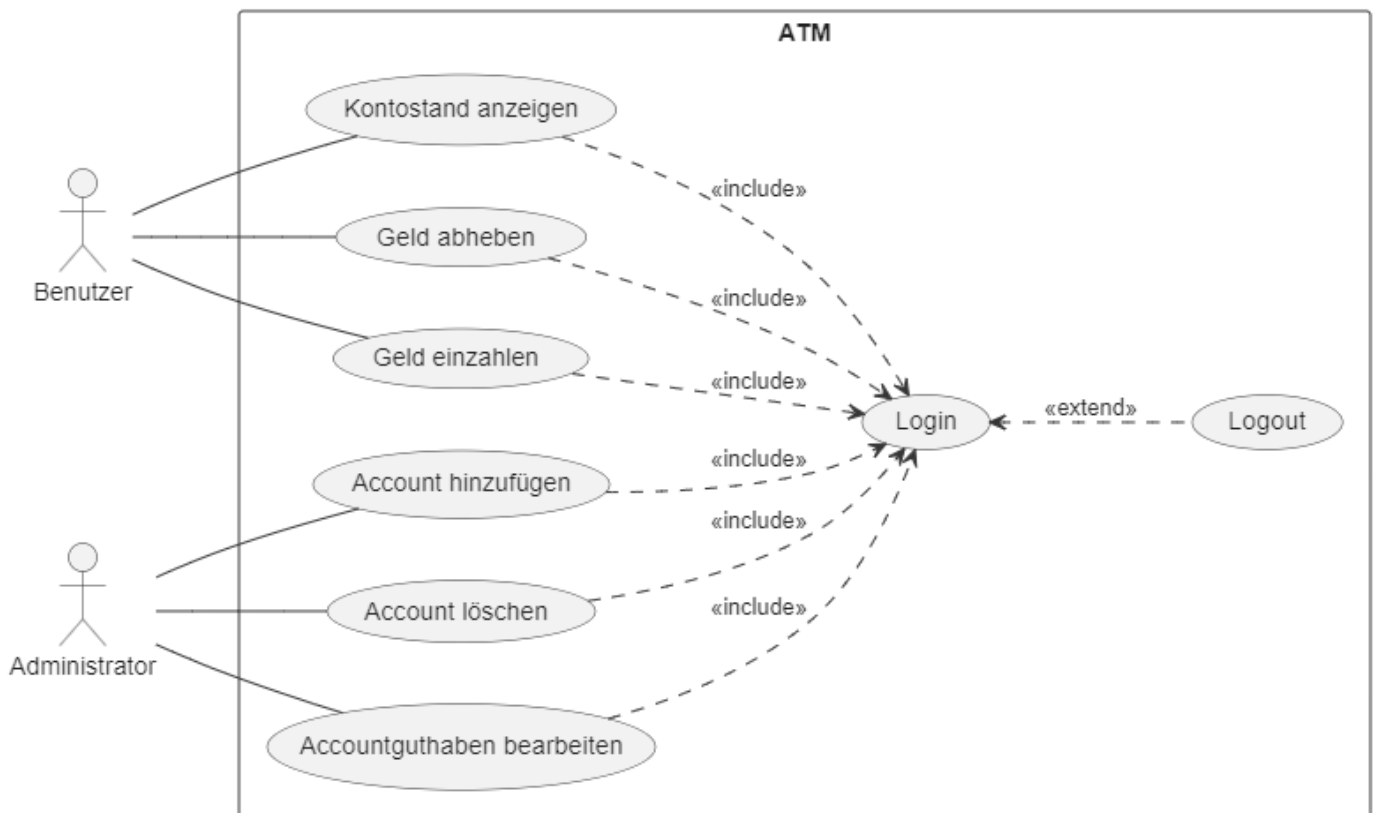 ATM
Kontostand anzeigen
«include»
Geld abheben
Benutzer
«include»
Geld einzahlen
«include»
Login
«extend»
Logout
«include»
Account hinzufügen
«include»
Account löschen
Administrator
«include»
Accountguthaben bearbeiten